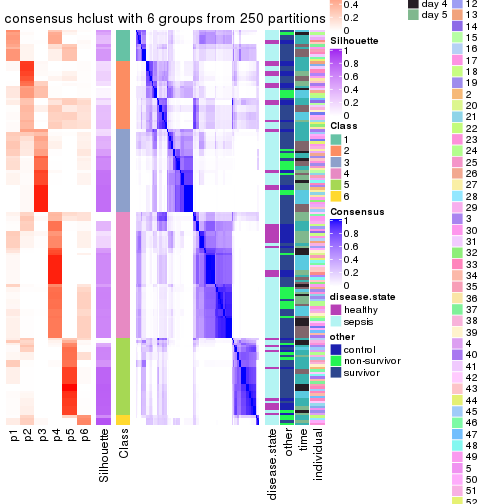 consensus hclust with 6 groups from 250 partitions
p1
p2
p3
p4
p5
p6
Silhouette
Class
disease.state
other
time
individual
0.4
0.2
0
Silhouette
1
0.8
0.6
0.4
0.2
0
Class
1
2
3
4
5
6
Consensus
1
0.8
0.6
0.4
0.2
0
disease.state
healthy
sepsis
other
control
non-survivor
survivor
day 4
day 5
12
13
14
15
16
17
18
19
2
20
21
22
23
24
25
26
27
28
29
3
30
31
32
33
34
35
36
37
38
39
4
40
41
42
43
44
45
46
47
48
49
5
50
51
52